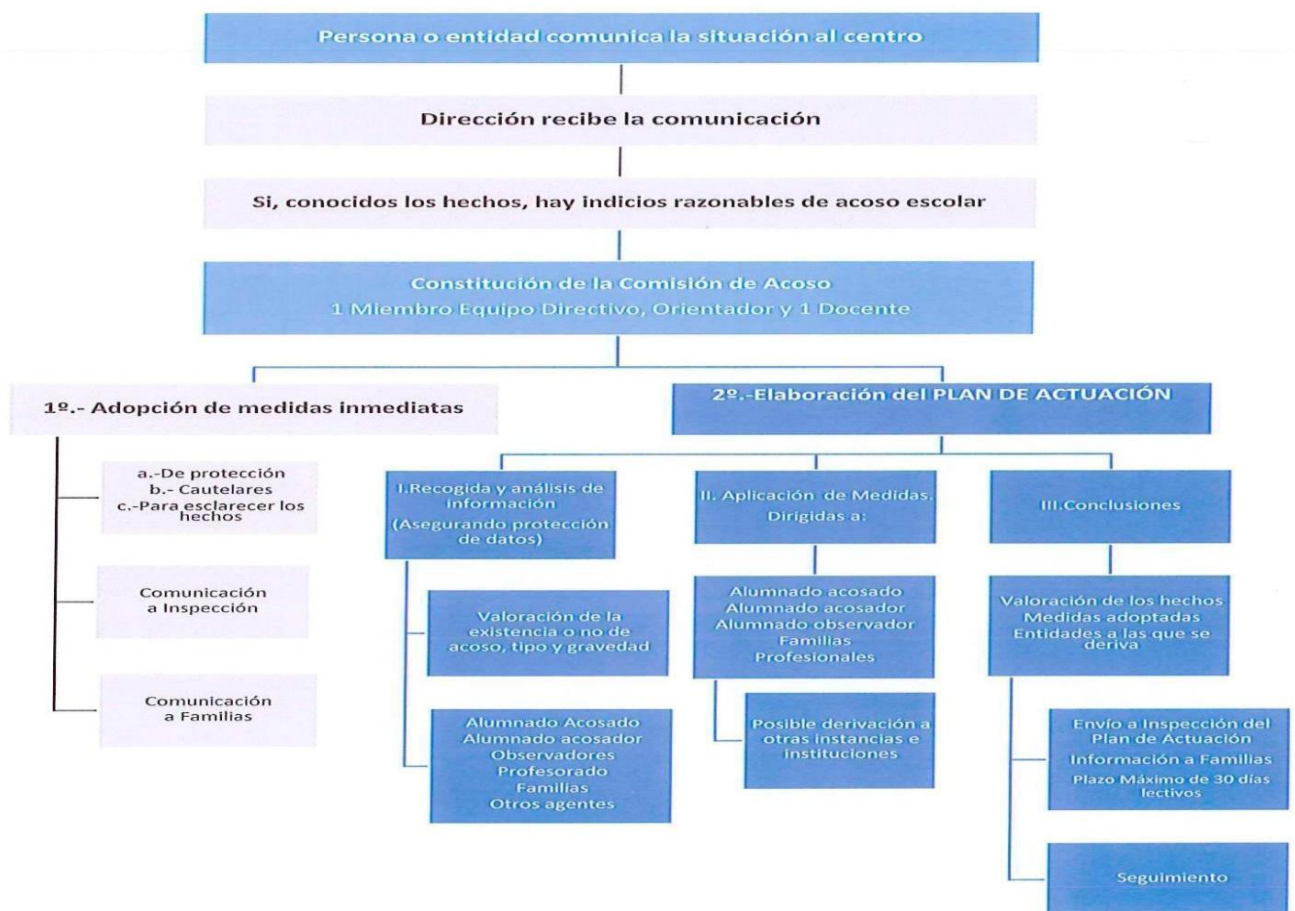 Persona o entidad comunica la situación al centro
Dirección recibe la comunicación
Si, conocidos los hechos, hay indicios razonables de acoso escolar
Constitución de la Comisión de Acoso
1 Miembro Equipo Directivo, Orientador y 1 Docente
1º.- Adopción de medidas inmediatas
a.-De protección
b.- Cautelares
c.-Para esclarecer los
hechos
Comunicación
a Inspección
Comunicación
a Familias
2º.-Elaboración del PLAN DE ACTUACIÓN
I.Recogida y análisis de
información
(Asegurando protección
de datos)
Valoración de la
existencia o no de
acoso, tipo y gravedad
Alumnado Acosado
Alumnado acosador
Observadores
Profesorado
Familias
Otros agentes
II. Aplicación de Medidas.
Dirigidas a:
Alumnado acosado
Alumnado acosador
Alumnado observador
Familias
Profesionales
Posible derivación a
otras instancias e
instituciones
III.Conclusiones
Valoración de los hechos
Medidas adoptadas
Entidades a las que se
deriva
Envío a Inspección del
Plan de Actuación
Información a Familias
Plazo Máximo de 30 días
lectivos
Seguimiento